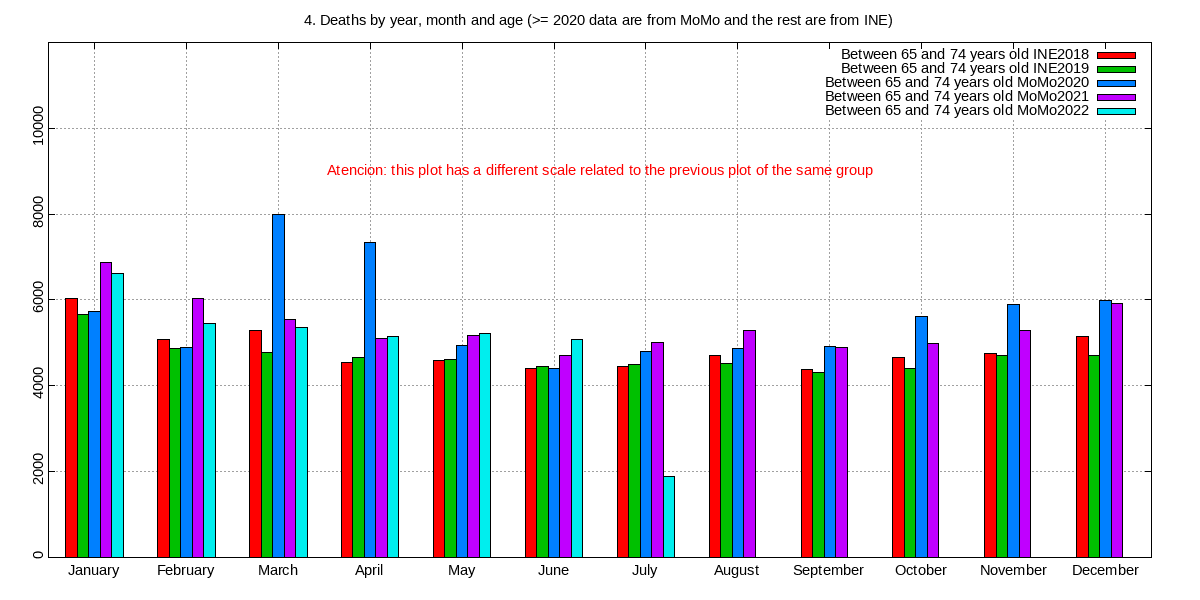 4. Deaths by year, month and age (>= 2020 data are from MoMo and the rest are from INE)
Between 65 and 74 years old INE2018
Between 65 and 74 years old INE2019
Between 65 and 74 years old MoMo2020
Between 65 and 74 years old MoMo2021
Between 65 and 74 years old MoMo2022
Atencion: this plot has a different scale related to the previous plot of the same group
10000
8000
6000
4000
2000
0
January February March April May June July August September October November December